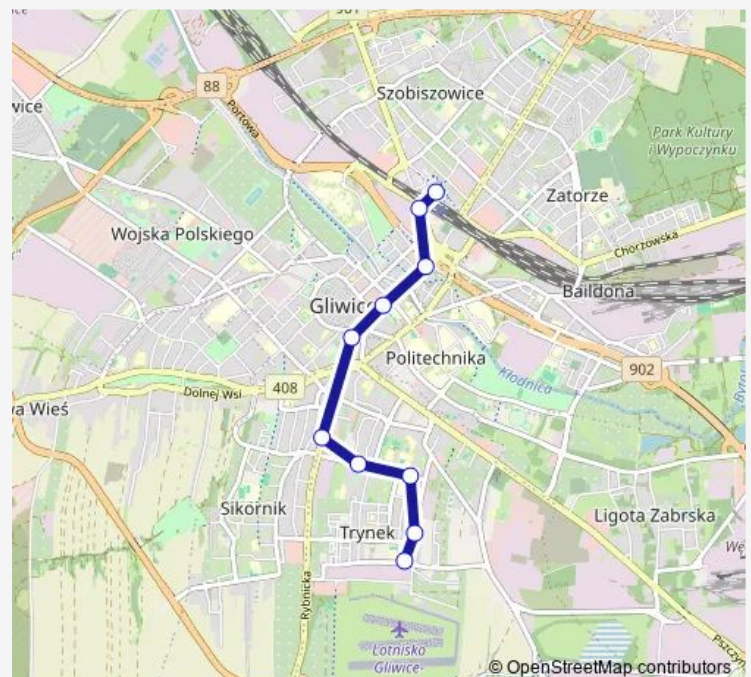 88
Portowa
Szobiszowice
Park Kultury
i Wypoczynku
Zatorze
Wojska Polskiego
Chorzowska
Baildona
Gliwice
Politechnika
Kłodnica
902
408
Dolnej Wsi
Sikornik
Trynek
Ligota Zabrska
Rybnicka
Lotnisko
Gliwice-
© OpenStreetMap contributors